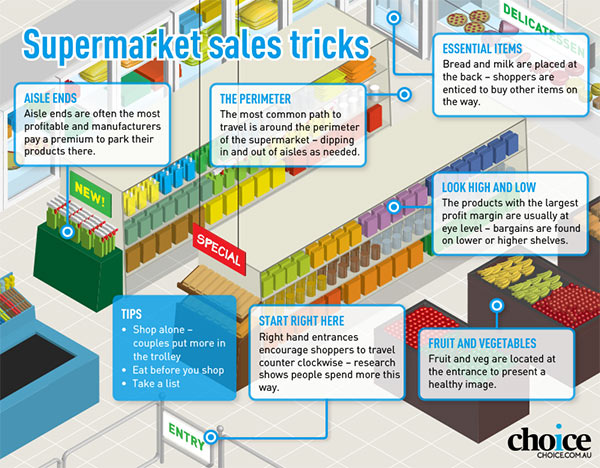 Supermarket sales tricks
DELICATESSEN
ESSENTIAL ITEMS
Bread and milk are placed at
the back – shoppers are
enticed to buy other items on
the way.
AISLE ENDS
Aisle ends are often the most
profitable and manufacturers
pay a premium to park their
products there.
THE PERIMETER
The most common path to
travel is around the perimeter
of the supermarket – dipping
in and out of aisles as needed.
NEW!
LOOK HIGH AND LOW
The products with the largest
profit margin are usually at
eye level – bargains are found
on lower or higher shelves.
SPECIAL
TIPS
• Shop alone –
couples put more in
the trolley
• Eat before you shop
• Take a list
START RIGHT HERE
Right hand entrances
encourage shoppers to travel
counter clockwise – research
shows people spend more this
way.
FRUIT AND VEGETABLES
Fruit and veg are located at
the entrance to present a
healthy image.
ENTRY
choice
CHOICE.COM.AU